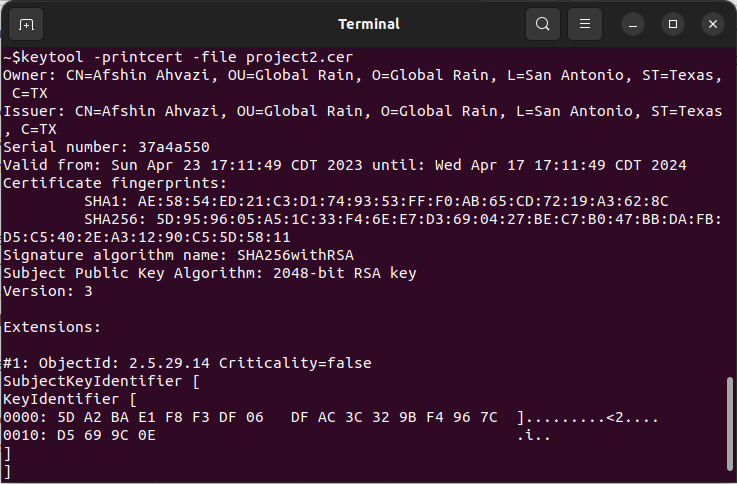 Terminal
~$keytool -printcert -file project2.cer
Owner: CN=Afshin Ahvazi, OU=Global Rain, O=Global Rain, L=San Antonio, ST=Texas,
 C=TX
Issuer: CN=Afshin Ahvazi, OU=Global Rain, O=Global Rain, L=San Antonio, ST=Texas
, C=TX
Serial number: 37a4a550
Valid from: Sun Apr 23 17:11:49 CDT 2023 until: Wed Apr 17 17:11:49 CDT 2024
Certificate fingerprints:
         SHA1: AE:58:54:ED:21:C3:D1:74:93:53:FF:F0:AB:65:CD:72:19:A3:62:8C
         SHA256: 5D:95:96:05:A5:1C:33:F4:6E:E7:D3:69:04:27:BE:C7:B0:47:BB:DA:FB:
D5:C5:40:2E:A3:12:90:C5:5D:58:11
Signature algorithm name: SHA256withRSA
Subject Public Key Algorithm: 2048-bit RSA key
Version: 3
Extensions:
#1: ObjectId: 2.5.29.14 Criticality=false
SubjectKeyIdentifier [
KeyIdentifier [
0000: 5D A2 BA E1 F8 F3 DF 06   DF AC 3C 32 9B F4 96 7C  ].........<2....
0010: D5 69 9C 0E                                        .i..
]
]